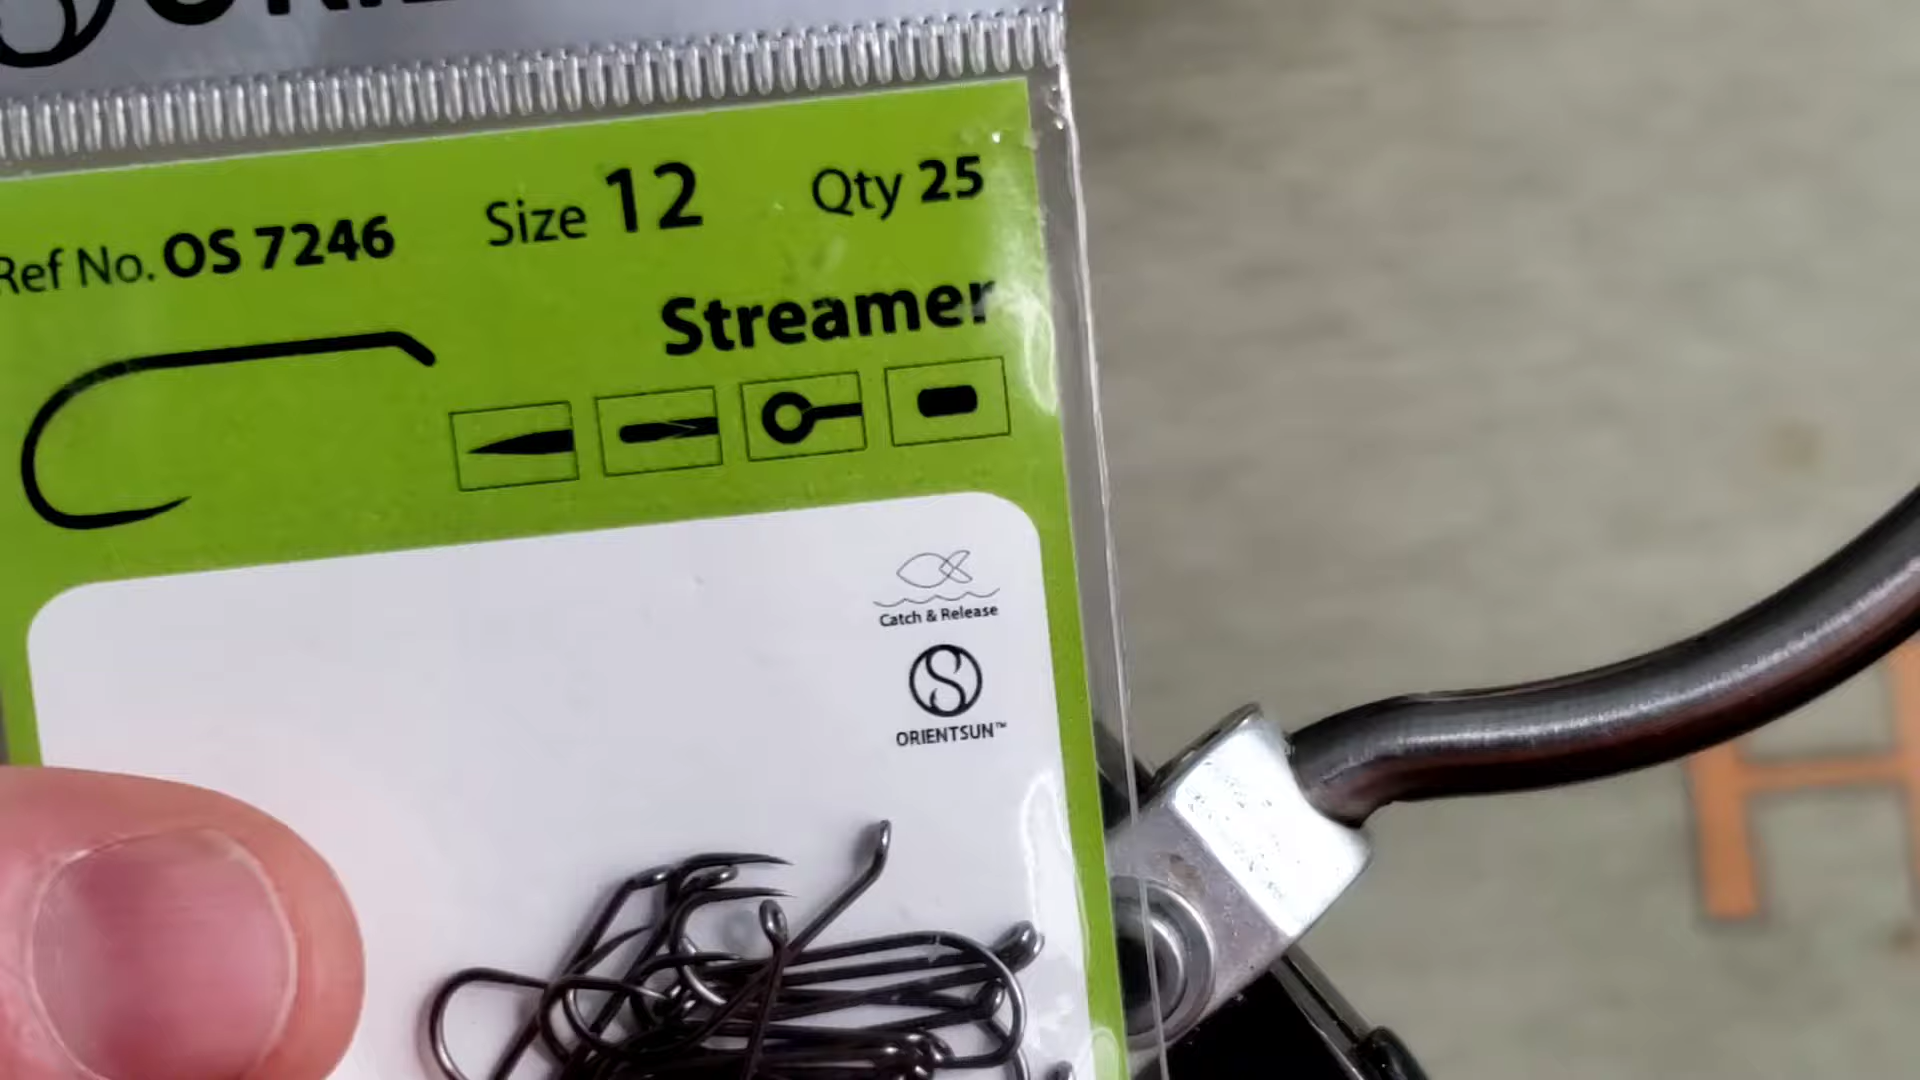 Ref No. OS 7246 Size 12 Qty 25
Streamer
Catch & Release
ORIENTSUN™
H